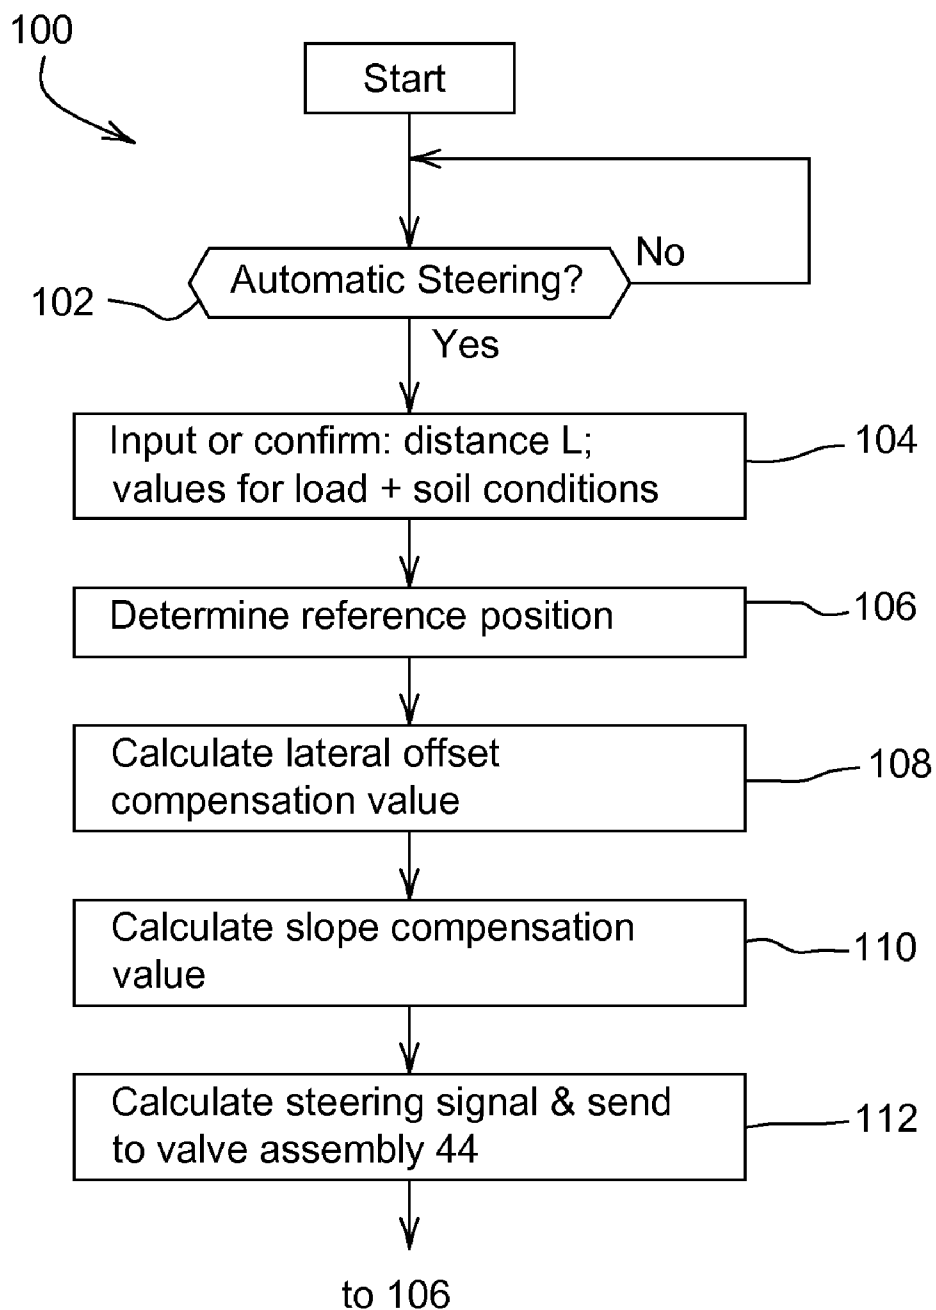 100
Start
No
Automatic Steering?
102
Yes
Input or confirm: distance L;
values for load + soil conditions
104
Determine reference position
106
Calculate lateral offset
compensation value
108
Calculate slope compensation
value
110
Calculate steering signal & send
to valve assembly 44
112
to 106